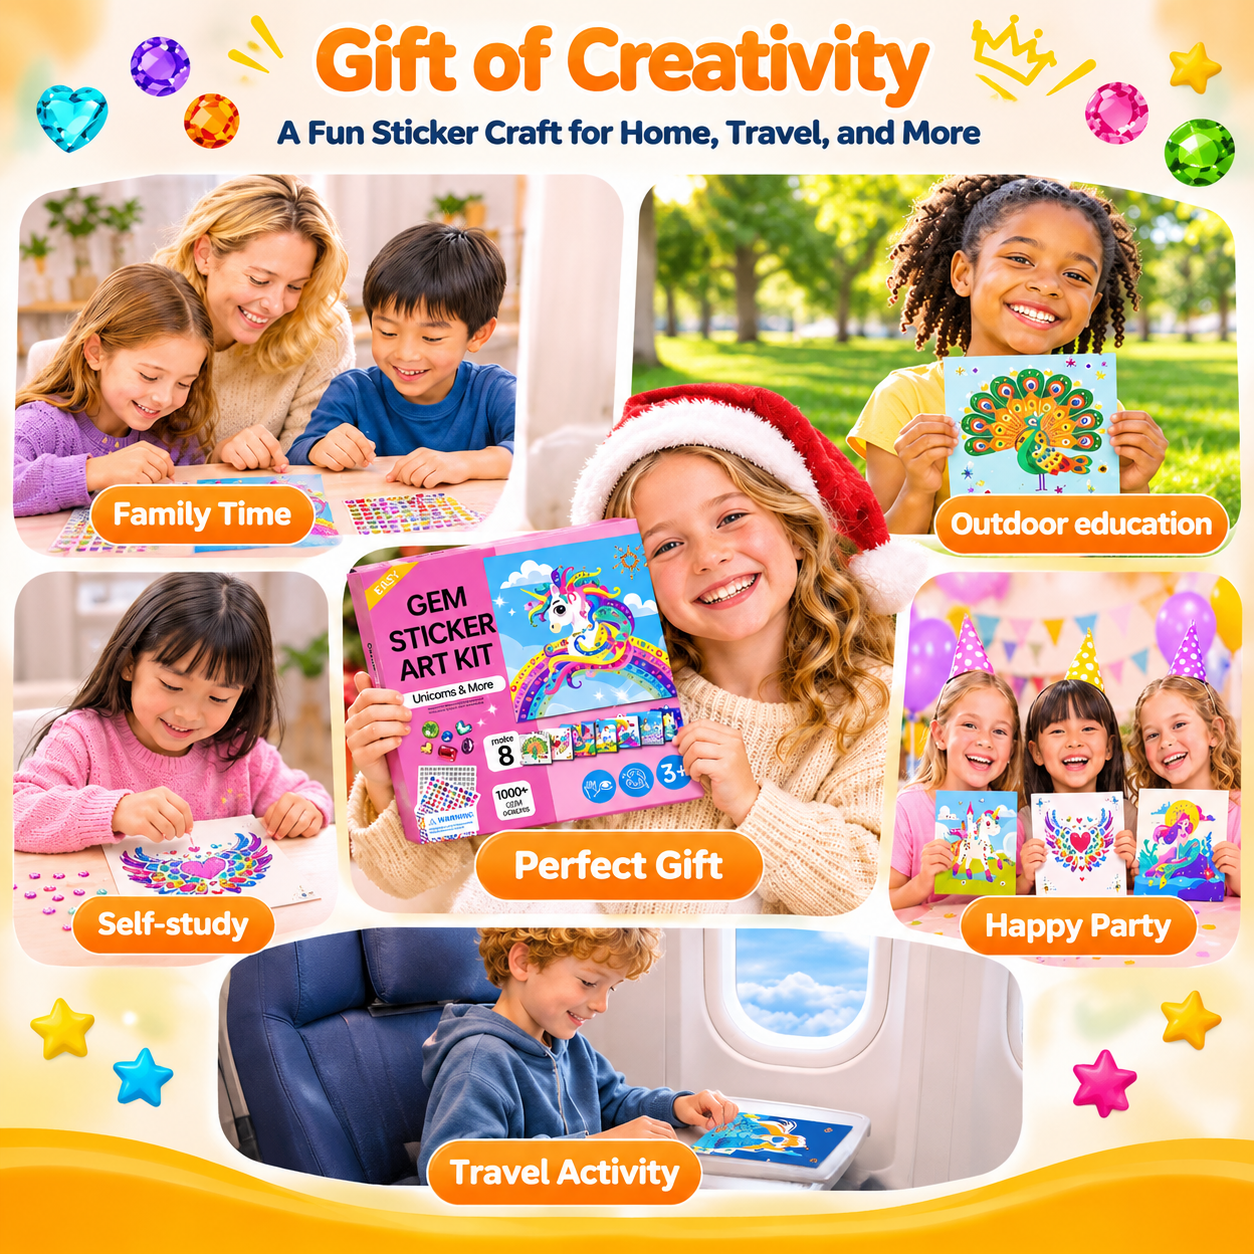 Gift of Creativity
A Fun Sticker Craft for Home, Travel, and More
Family Time
Outdoor education
EASY
GEM
STICKER
ART KIT
Unicorns & More
8
1000+
GEM
3+
WARNING
Perfect Gift
Self-study
Happy Party
Travel Activity